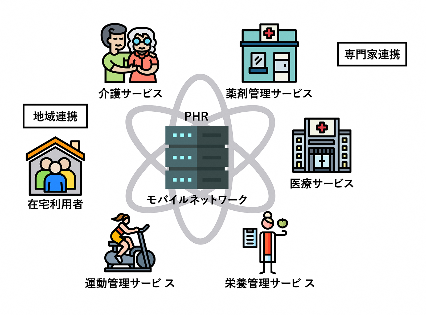 介護サービス
薬剤管理サービス
専門家連携
地域連携
PHR
在宅利用者
モバイルネットワーク
医療サービス
運動管理サービス
栄養管理サービス